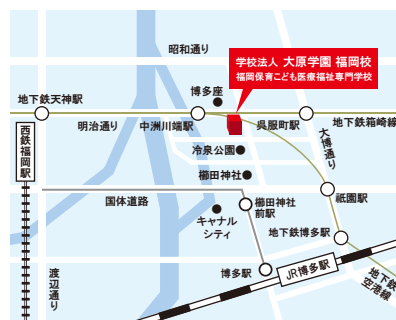 昭和通り
学校法人 大原学園 福岡校
福岡保育こども医療福祉専門学校
博多座
地下鉄天神駅
明治通り
中洲川端駅
呉服町駅
地下鉄箱崎線
大博通り
西鉄福岡駅
冷泉公園
櫛田神社
祇園駅
国体道路
櫛田神社
前駅
キャナル
シティ
地下鉄博多駅
渡辺通り
博多駅
JR博多駅
地下鉄
空港線